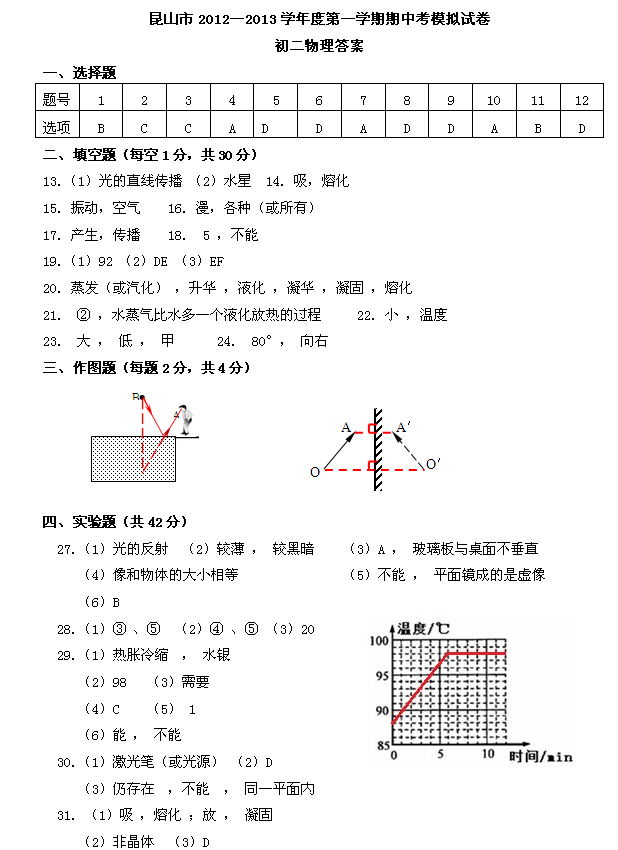 昆山市 2012—2013 学年度第一学期期中考模拟试卷
初二物理答案
一、选择题
题号 1 2 3 4 5 6 7 8 9 10 11 12
选项 B C C A D D A D D A B D
二、填空题（每空 1 分，共 30 分）
13.（1）光的直线传播 （2）水星 14. 吸，熔化
15. 振动，空气 16. 漫，各种（或所有）
17. 产生，传播 18. 5 ，不能
19.（1）92 （2）DE （3）EF
20. 蒸发（或汽化） ，升华 ，液化 ，凝华 ，凝固 ，熔化
21. ② ，水蒸气比水多一个液化放热的过程 22. 小 ，温度
23. 大 ， 低 ， 甲 24. 80° ， 向右
三、作图题（每题 2 分，共 4 分）
B
A
A A′
O O′
四、实验题（共 42 分）
27.（1）光的反射 （2）较薄 ， 较黑暗 （3）A ， 玻璃板与桌面不垂直
（4）像和物体的大小相等 （5）不能 ， 平面镜成的是虚像
（6）B
28.（1）③ 、⑤ （2）④ 、⑤ （3）20
29.（1）热胀冷缩 ， 水银
（2）98 （3）需要
（4）C （5） 1
（6）能 ， 不能
30.（1）激光笔（或光源） （2）D
（3）仍存在 ，不能 ， 同一平面内
31. （1）吸 ，熔化 ；放 ， 凝固
（2）非晶体 （3）D
温度/℃
100
95
90
85
0 5 10 时间/min